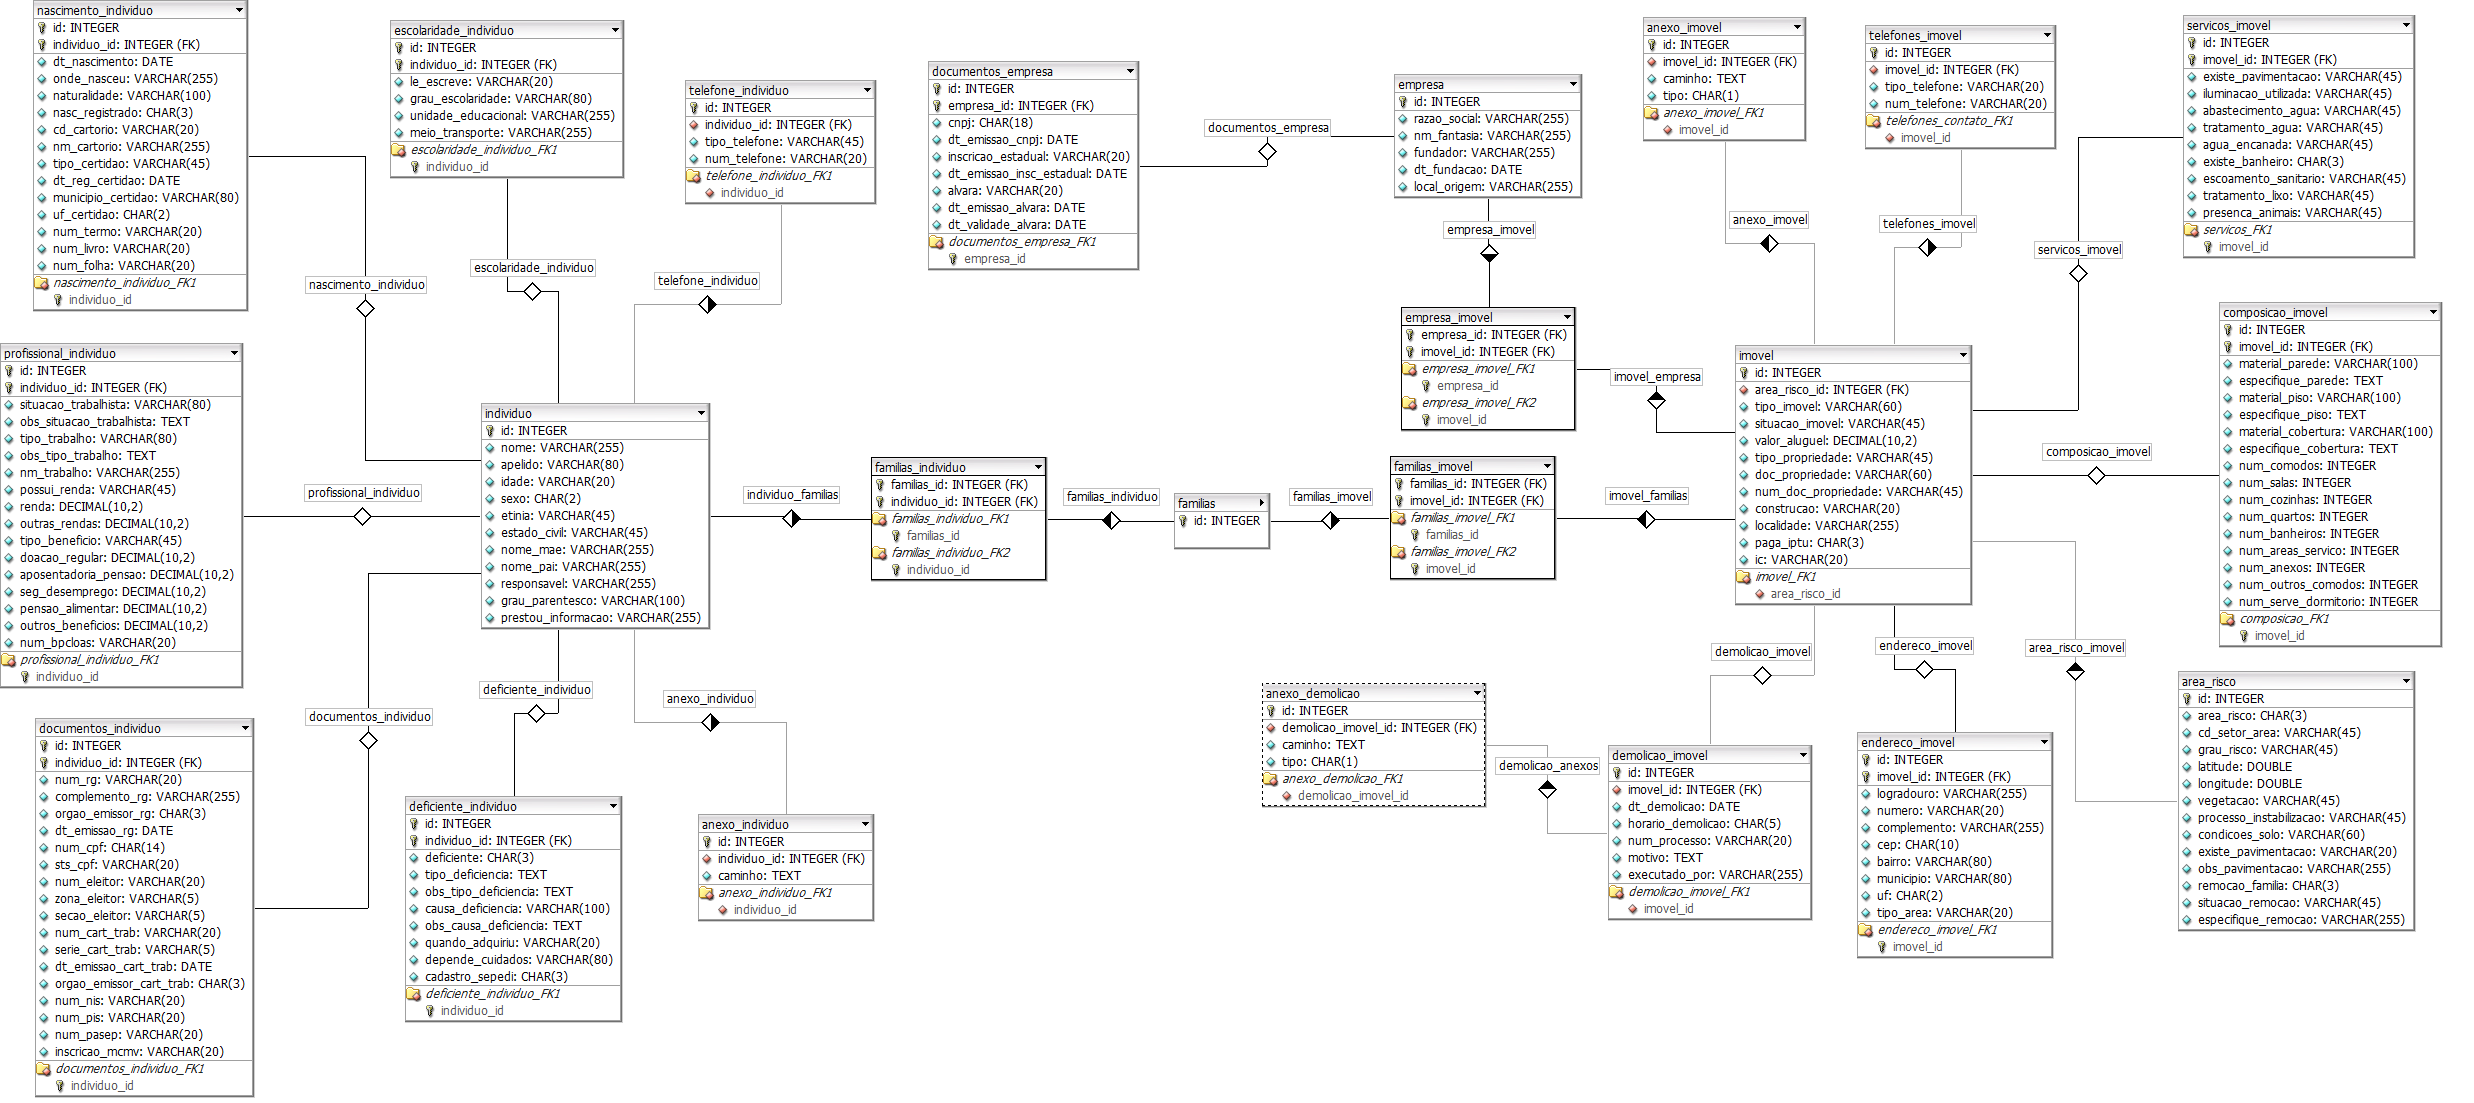 nascimento_individuo
id: INTEGER
individuo_id: INTEGER (FK)
dt_nascimento: DATE
onde_nasceu: VARCHAR(255)
naturalidade: VARCHAR(100)
nasc_registrado: CHAR(3)
cd_cartorio: VARCHAR(20)
nm_cartorio: VARCHAR(255)
tipo_certidao: VARCHAR(45)
dt_reg_certidao: DATE
municipio_certidao: VARCHAR(80)
uf_certidao: CHAR(2)
num_termo: VARCHAR(20)
num_livro: VARCHAR(20)
num_folha: VARCHAR(20)
nascimento_individuo_FK1
individuo_id
escolaridade_individuo
id: INTEGER
individuo_id: INTEGER (FK)
le_escreve: VARCHAR(20)
grau_escolaridade: VARCHAR(80)
unidade_educacional: VARCHAR(255)
meio_transporte: VARCHAR(255)
escolaridade_individuo_FK1
individuo_id
telefone_individuo
id: INTEGER
individuo_id: INTEGER (FK)
tipo_telefone: VARCHAR(45)
num_telefone: VARCHAR(20)
telefone_individuo_FK1
individuo_id
documentos_empresa
id: INTEGER
empresa_id: INTEGER (FK)
cnpj: CHAR(18)
dt_emissao_cnpj: DATE
inscricao_estadual: VARCHAR(20)
dt_emissao_insc_estadual: DATE
alvara: VARCHAR(20)
dt_emissao_alvara: DATE
dt_validade_alvara: DATE
documentos_empresa_FK1
empresa_id
documentos_empresa
empresa
id: INTEGER
razao_social: VARCHAR(255)
nm_fantasia: VARCHAR(255)
fundador: VARCHAR(255)
dt_fundacao: DATE
local_origem: VARCHAR(255)
empresa_imovel
anexo_imovel
id: INTEGER
imovel_id: INTEGER (FK)
caminho: TEXT
tipo: CHAR(1)
anexo_imovel_FK1
imovel_id
anexo_imovel
telefones_imovel
id: INTEGER
imovel_id: INTEGER (FK)
tipo_telefone: VARCHAR(20)
num_telefone: VARCHAR(20)
telefones_contato_FK1
imovel_id
telefones_imovel
servicos_imovel
id: INTEGER
imovel_id: INTEGER (FK)
existe_pavimentacao: VARCHAR(45)
iluminacao_utilizada: VARCHAR(45)
abastecimento_agua: VARCHAR(45)
tratamento_agua: VARCHAR(45)
agua_encanada: VARCHAR(45)
existe_banheiro: CHAR(3)
escoamento_sanitario: VARCHAR(45)
tratamento_lixo: VARCHAR(45)
presenca_animais: VARCHAR(45)
servicos_FK1
imovel_id
servicos_imovel
nascimento_individuo
escolaridade_individuo
telefone_individuo
profissional_individuo
id: INTEGER
individuo_id: INTEGER (FK)
situacao_trabalhista: VARCHAR(80)
obs_situacao_trabalhista: TEXT
tipo_trabalho: VARCHAR(80)
obs_tipo_trabalho: TEXT
nm_trabalho: VARCHAR(255)
possui_renda: VARCHAR(45)
renda: DECIMAL(10,2)
outras_rendas: DECIMAL(10,2)
tipo_beneficio: VARCHAR(45)
doacao_regular: DECIMAL(10,2)
aposentadoria_pensao: DECIMAL(10,2)
seg_desemprego: DECIMAL(10,2)
pensao_alimentar: DECIMAL(10,2)
outros_beneficios: DECIMAL(10,2)
num_bpcloas: VARCHAR(20)
profissional_individuo_FK1
individuo_id
profissional_individuo
individuo
id: INTEGER
nome: VARCHAR(255)
apelido: VARCHAR(80)
idade: VARCHAR(20)
sexo: CHAR(2)
etinia: VARCHAR(45)
estado_civil: VARCHAR(45)
nome_mae: VARCHAR(255)
nome_pai: VARCHAR(255)
responsavel: VARCHAR(255)
grau_parentesco: VARCHAR(100)
prestou_informacao: VARCHAR(255)
individuo_familias
familias_individuo
familias_id: INTEGER (FK)
individuo_id: INTEGER (FK)
familias_individuo_FK1
familias_id
familias_individuo_FK2
individuo_id
familias_individuo
familias
id: INTEGER
familias_imovel
familias_imovel
familias_id: INTEGER (FK)
imovel_id: INTEGER (FK)
familias_imovel_FK1
familias_id
familias_imovel_FK2
imovel_id
imovel_familias
empresa_imovel
empresa_id: INTEGER (FK)
imovel_id: INTEGER (FK)
empresa_imovel_FK1
empresa_id
empresa_imovel_FK2
imovel_id
imovel_empresa
imovel
id: INTEGER
area_risco_id: INTEGER (FK)
tipo_imovel: VARCHAR(60)
situacao_imovel: VARCHAR(45)
valor_aluguel: DECIMAL(10,2)
tipo_propriedade: VARCHAR(45)
doc_propriedade: VARCHAR(60)
num_doc_propriedade: VARCHAR(45)
construcao: VARCHAR(20)
localidade: VARCHAR(255)
paga_iptu: CHAR(3)
ic: VARCHAR(20)
imovel_FK1
area_risco_id
composicao_imovel
composicao_imovel
id: INTEGER
imovel_id: INTEGER (FK)
material_parede: VARCHAR(100)
especifique_parede: TEXT
material_piso: VARCHAR(100)
especifique_piso: TEXT
material_cobertura: VARCHAR(100)
especifique_cobertura: TEXT
num_comodos: INTEGER
num_salas: INTEGER
num_cozinhas: INTEGER
num_quartos: INTEGER
num_banheiros: INTEGER
num_areas_servico: INTEGER
num_anexos: INTEGER
num_outros_comodos: INTEGER
num_serve_dormitorio: INTEGER
composicao_FK1
imovel_id
documentos_individuo
id: INTEGER
individuo_id: INTEGER (FK)
num_rg: VARCHAR(20)
complemento_rg: VARCHAR(255)
orgao_emissor_rg: CHAR(3)
dt_emissao_rg: DATE
num_cpf: CHAR(14)
sts_cpf: VARCHAR(20)
num_eleitor: VARCHAR(20)
zona_eleitor: VARCHAR(5)
secao_eleitor: VARCHAR(5)
num_cart_trab: VARCHAR(20)
serie_cart_trab: VARCHAR(5)
dt_emissao_cart_trab: DATE
orgao_emissor_cart_trab: CHAR(3)
num_nis: VARCHAR(20)
num_pis: VARCHAR(20)
num_pasep: VARCHAR(20)
inscricao_mcmv: VARCHAR(20)
documentos_individuo_FK1
individuo_id
documentos_individuo
deficiente_individuo
deficiente_individuo
id: INTEGER
individuo_id: INTEGER (FK)
deficiente: CHAR(3)
tipo_deficiencia: TEXT
obs_tipo_deficiencia: TEXT
causa_deficiencia: VARCHAR(100)
obs_causa_deficiencia: TEXT
quando_adquiriu: VARCHAR(20)
depende_cuidados: VARCHAR(80)
cadastro_sepedi: CHAR(3)
deficiente_individuo_FK1
individuo_id
anexo_individuo
anexo_individuo
id: INTEGER
individuo_id: INTEGER (FK)
caminho: TEXT
anexo_individuo_FK1
individuo_id
anexo_demolicao
id: INTEGER
demolicao_imovel_id: INTEGER (FK)
caminho: TEXT
tipo: CHAR(1)
anexo_demolicao_FK1
demolicao_imovel_id
demolicao_anexos
demolicao_imovel
demolicao_imovel
id: INTEGER
imovel_id: INTEGER (FK)
dt_demolicao: DATE
horario_demolicao: CHAR(5)
num_processo: VARCHAR(20)
motivo: TEXT
executado_por: VARCHAR(255)
demolicao_imovel_FK1
imovel_id
endereco_imovel
endereco_imovel
id: INTEGER
imovel_id: INTEGER (FK)
logradouro: VARCHAR(255)
numero: VARCHAR(20)
complemento: VARCHAR(255)
cep: CHAR(10)
bairro: VARCHAR(80)
municipio: VARCHAR(80)
uf: CHAR(2)
tipo_area: VARCHAR(20)
endereco_imovel_FK1
imovel_id
area_risco_imovel
area_risco
id: INTEGER
area_risco: CHAR(3)
cd_setor_area: VARCHAR(45)
grau_risco: VARCHAR(45)
latitude: DOUBLE
longitude: DOUBLE
vegetacao: VARCHAR(45)
processo_instabilizacao: VARCHAR(45)
condicoes_solo: VARCHAR(60)
existe_pavimentacao: VARCHAR(20)
obs_pavimentacao: VARCHAR(255)
remocao_familia: CHAR(3)
situacao_remocao: VARCHAR(45)
especifique_remocao: VARCHAR(255)